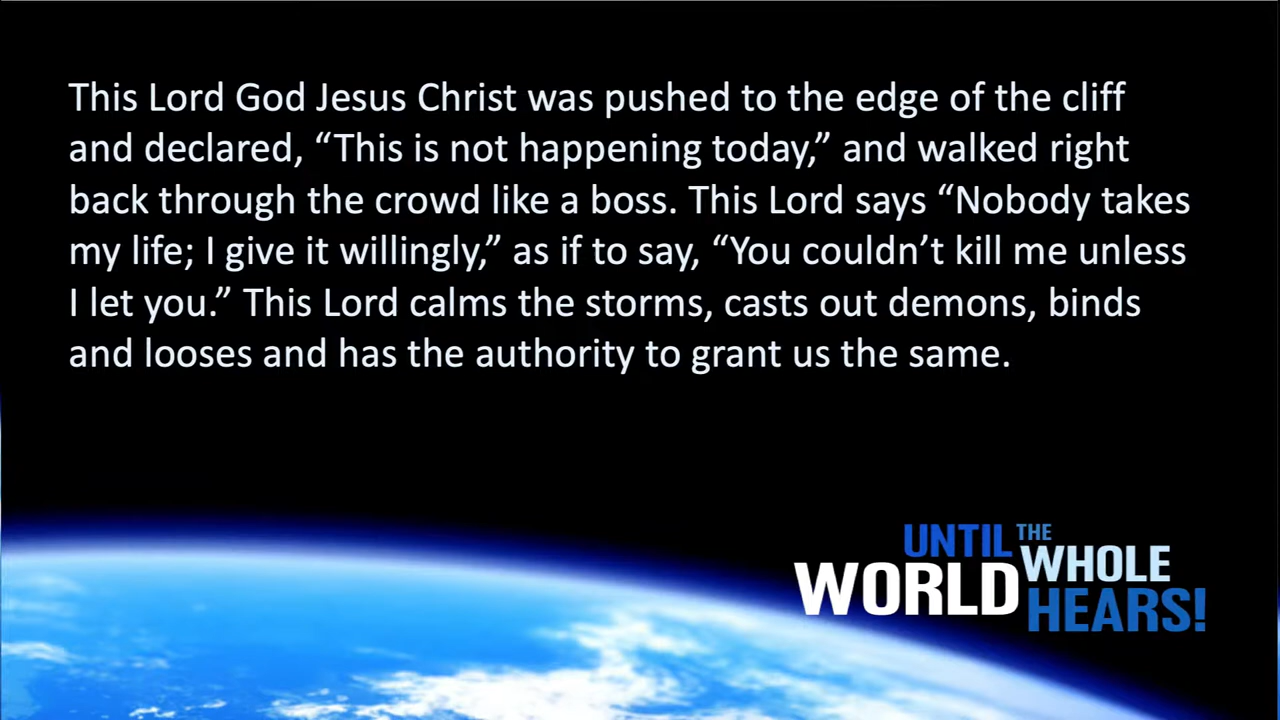 This Lord God Jesus Christ was pushed to the edge of the cliff
and declared, “This is not happening today,” and walked right
back through the crowd like a boss. This Lord says “Nobody takes
my life; I give it willingly,” as if to say, “You couldn’t kill me unless
I let you.” This Lord calms the storms, casts out demons, binds
and looses and has the authority to grant us the same.
UNTIL THE
WHOLE
WORLD
HEARS!